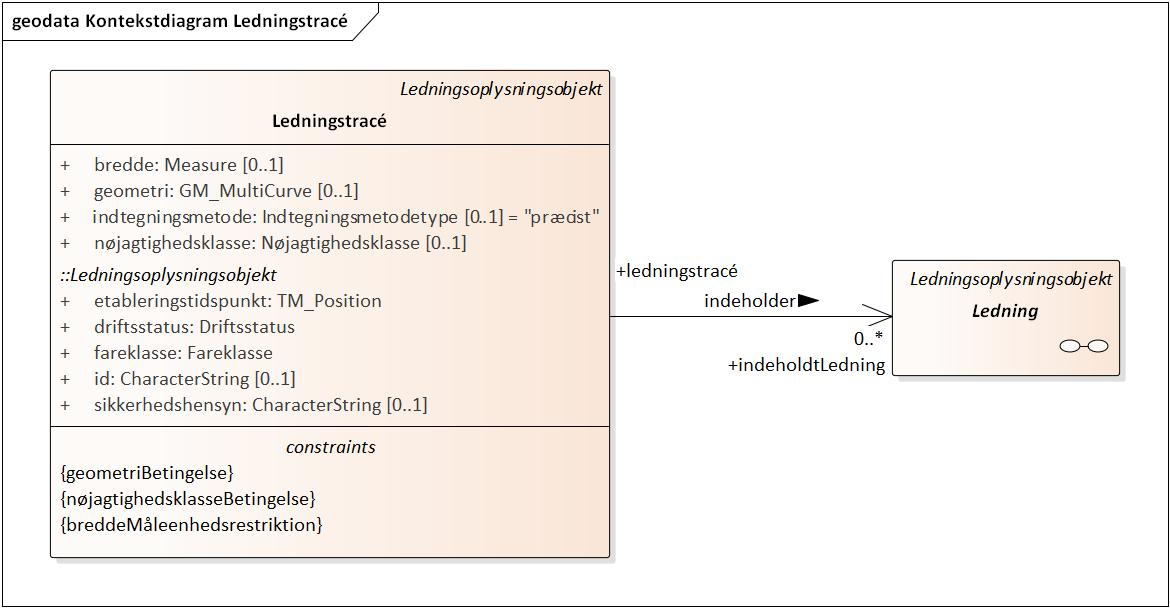 geodata Kontekstdiagram Ledningstracé
Ledningsoplysningsobjekt
Ledningstracé
+ bredde: Measure [0..1]
+ geometri: GM_MultiCurve [0..1]
+ indtegningsmetode: Indtegningsmetodetype [0..1] = "præcist"
+ nøjagtighedsklasse: Nøjagtighedsklasse [0..1]
::Ledningsoplysningsobjekt
+ etableringstidspunkt: TM_Position
+ driftsstatus: Driftsstatus
+ fareklasse: Fareklasse
+ id: CharacterString [0..1]
+ sikkerhedshensyn: CharacterString [0..1]
constraints
{geometriBetingelse}
{nøjagtighedsklasseBetingelse}
{breddeMåleenhedsrestriktion}
+ledningstracé
indeholder
0..*
+indeholdtLedning
Ledningsoplysningsobjekt
Ledning